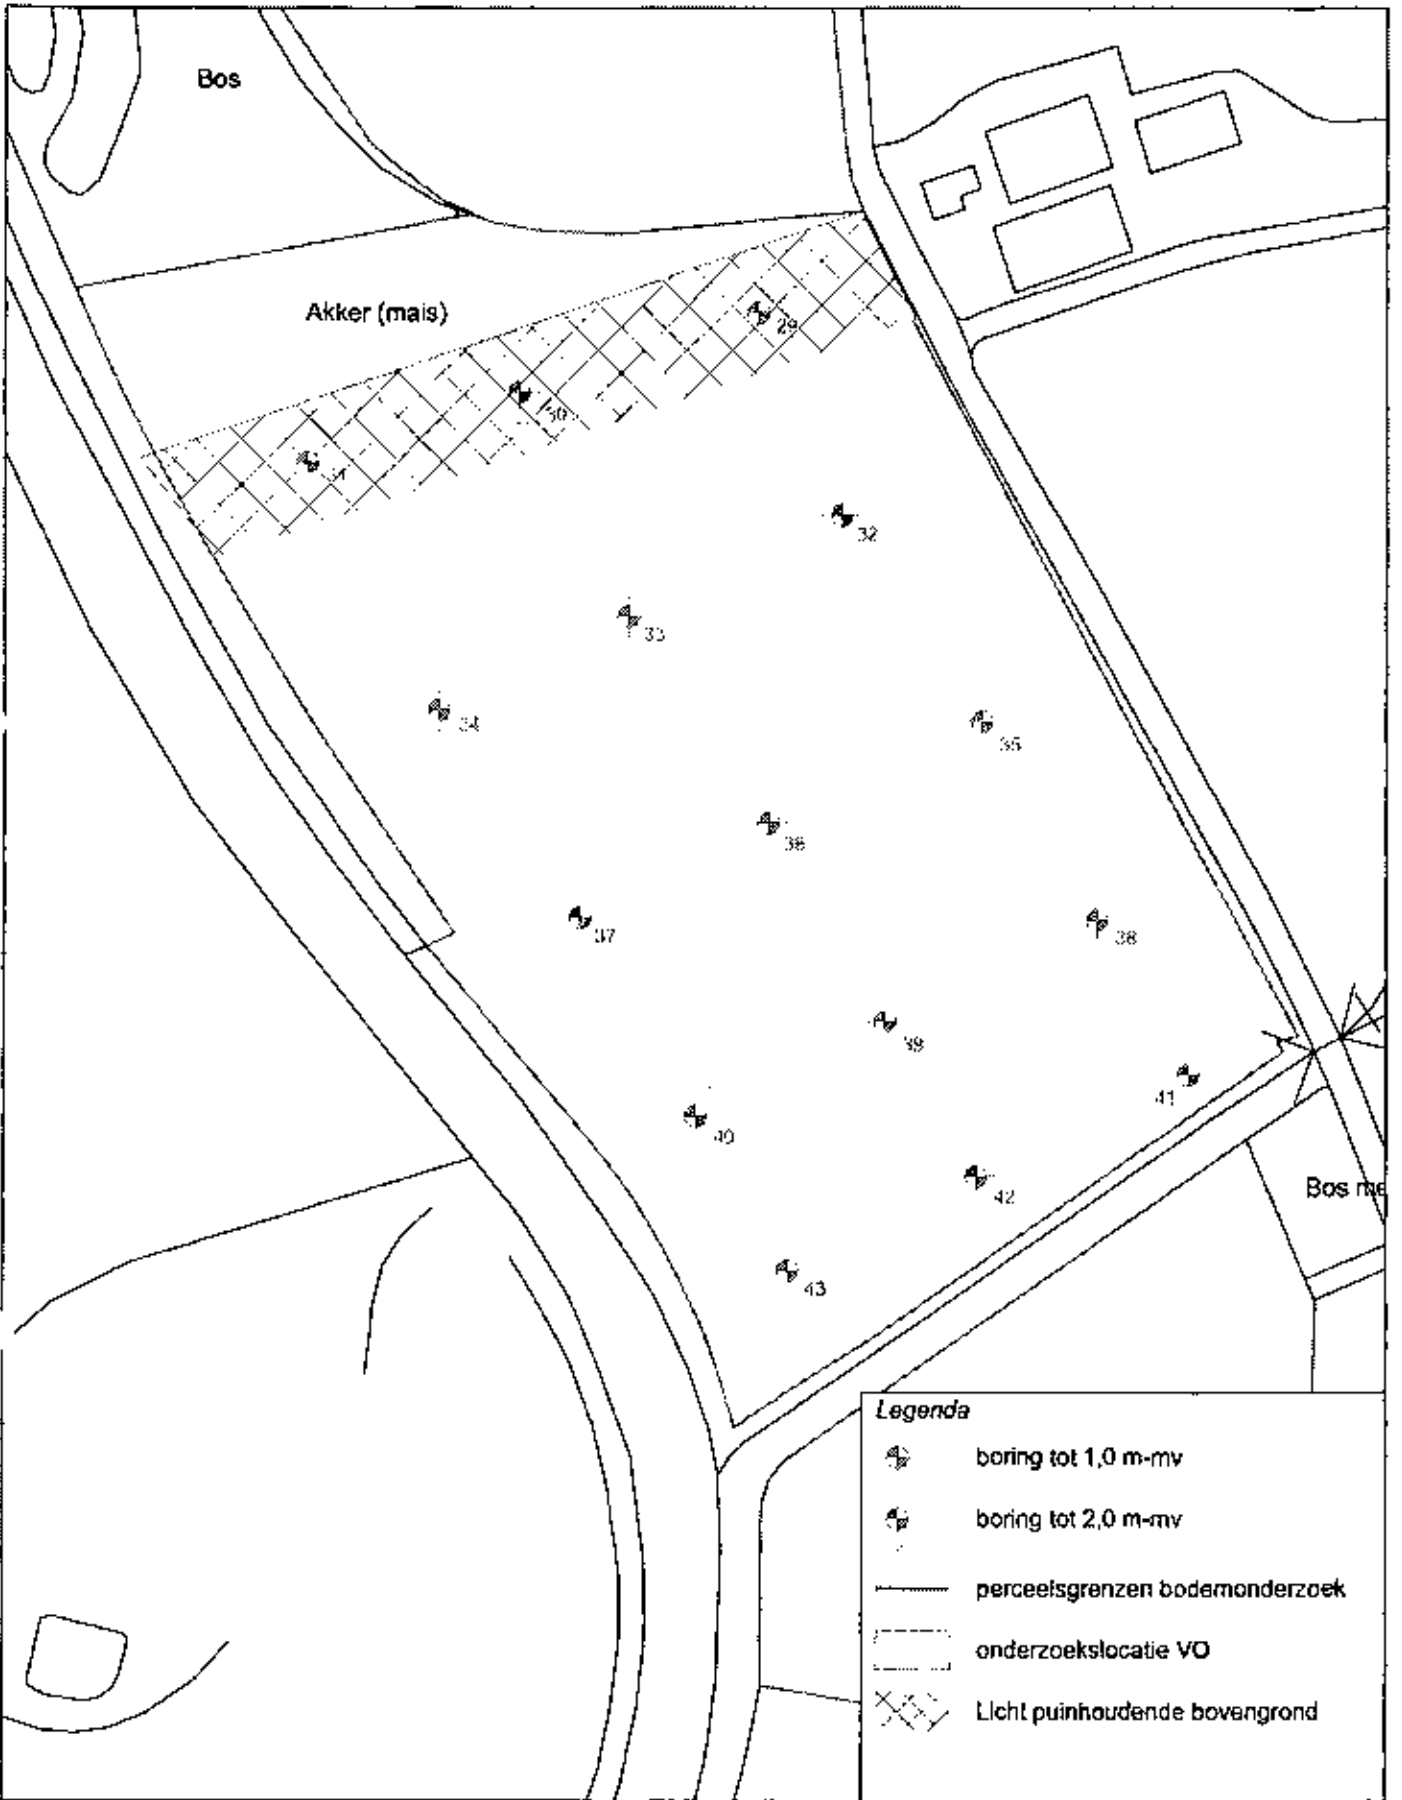 Bos
Akker (mais)
29
30
32
33
34
35
36
37
38
39
41
40
42
43
Bos me
Legenda
boring tot 1,0 m-mv
boring tot 2,0 m-mv
perceelsgrenzen bodemonderzoek
onderzoekslocatie VO
Licht puinhoudende bovengrond